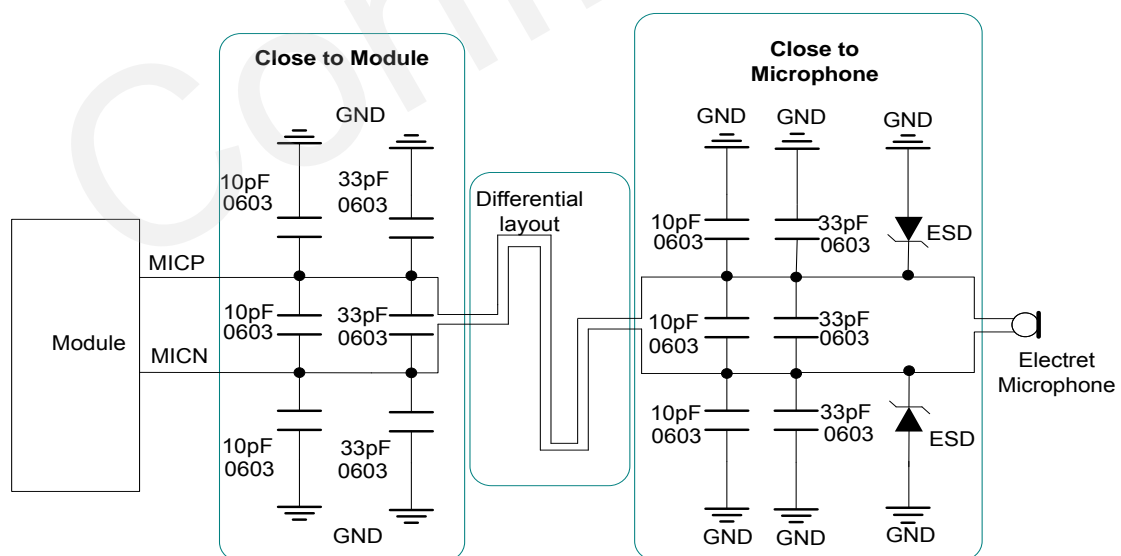 Close to Module
Close to
Microphone
GND
GND
GND
GND
10pF
0603
33pF
0603
Differential
layout
10pF
0603
33pF
0603
ESD
MICP
10pF
0603
33pF
0603
10pF
0603
33pF
0603
Module
MICN
Electret
Microphone
10pF
0603
33pF
0603
10pF
0603
33pF
0603
ESD
GND
GND
GND
GND